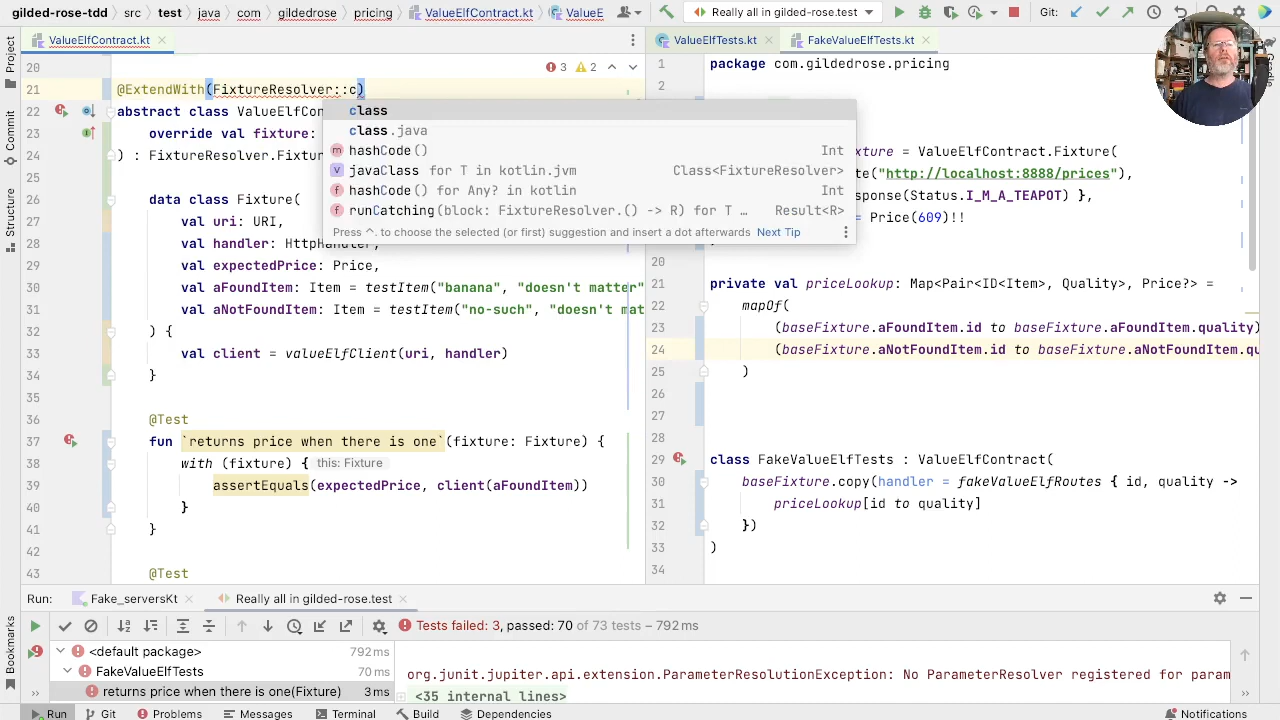 gilded-rose-tdd › src › test › java › com › gildedrose › pricing › ValueElfContract.kt › ValueE
Really all in gilded-rose.test
Git:
Project
Commit
Structure
Bookmarks
ValueElfContract.kt
ValueElfTests.kt
FakeValueElfTests.kt
3 2
20
21 @ExtendWith(FixtureResolver::c)
22 abstract class ValueElfCon
23 override val fixture:
24 ) : FixtureResolver.Fixtur
25
26 data class Fixture(
27 val uri: URI,
28 val handler: HttpHandler,
29 val expectedPrice: Price,
30 val aFoundItem: Item = testItem("banana", "doesn't matter"
31 val aNotFoundItem: Item = testItem("no-such", "doesn't mat
32 ) {
33 val client = valueElfClient(uri, handler)
34 }
35
36 @Test
37 fun `returns price when there is one`(fixture: Fixture) {
38 with (fixture) { this: Fixture
39 assertEquals(expectedPrice, client(aFoundItem))
40 }
41 }
42
43 @Test
class
class.java
hashCode() Int
javaClass for T in kotlin.jvm Class<FixtureResolver>
hashCode() for Any? in kotlin Int
runCatching(block: FixtureResolver.() -> R) for T … Result<R>
Press ^. to choose the selected (or first) suggestion and insert a dot afterwards Next Tip
1 package com.gildedrose.pricing
2
xture = ValueElfContract.Fixture(
te("http://localhost:8888/prices"),
sponse(Status.I_M_A_TEAPOT) },
= Price(609)!!
20
21 private val priceLookup: Map<Pair<ID<Item>, Quality>, Price?> =
22 mapOf(
23 (baseFixture.aFoundItem.id to baseFixture.aFoundItem.quality)
24 (baseFixture.aNotFoundItem.id to baseFixture.aNotFoundItem.qu
25 )
26
27
28
29 class FakeValueElfTests : ValueElfContract(
30 baseFixture.copy(handler = fakeValueElfRoutes { id, quality ->
31 priceLookup[id to quality]
32 })
33 )
34
Run: Fake_serversKt Really all in gilded-rose.test
Tests failed: 3, passed: 70 of 73 tests – 792 ms
<default package> 792 ms
FakeValueElfTests 70 ms
returns price when there is one(Fixture) 3 ms
org.junit.jupiter.api.extension.ParameterResolutionException: No ParameterResolver registered for param
<35 internal lines>
Run Git Problems Messages Terminal Build Dependencies Notifications